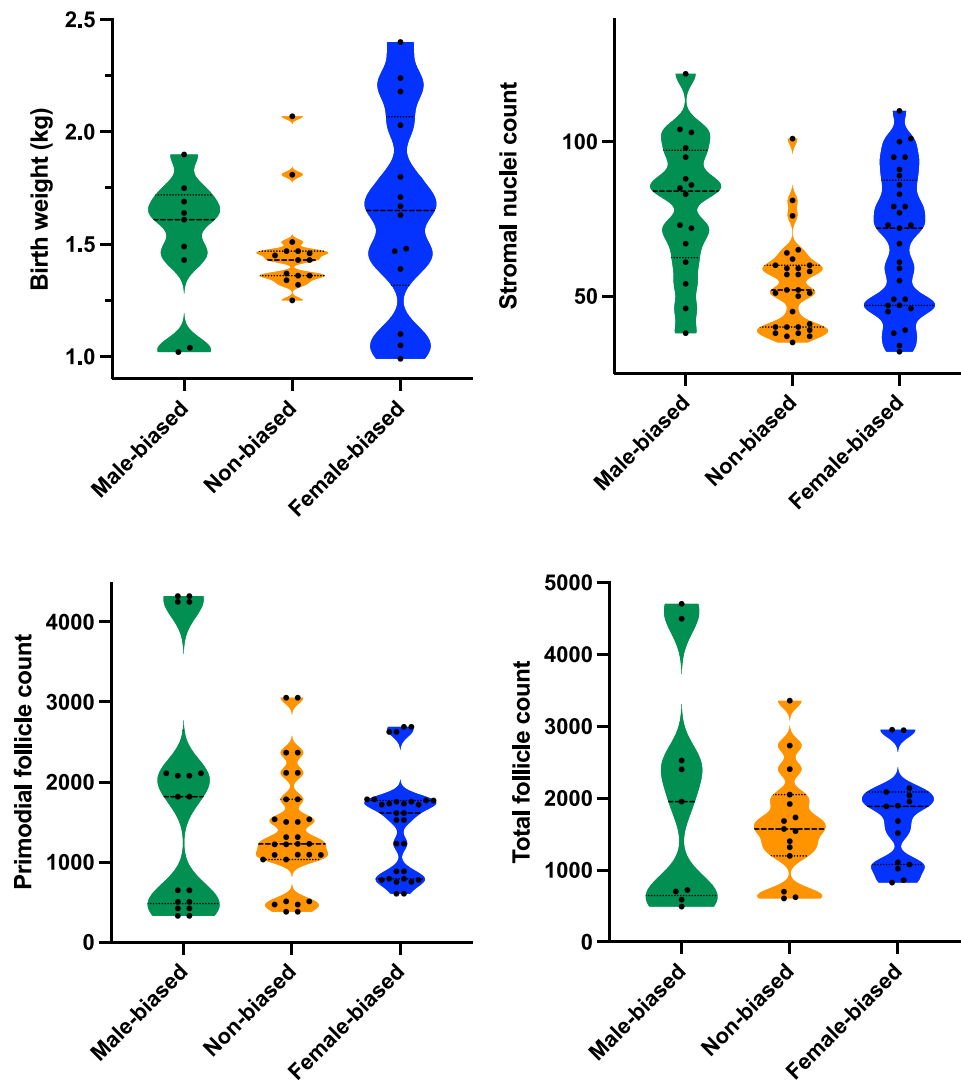 Birth weight (kg)
2.5
2.0
1.5
1.0
Male-biased
Non-biased
Female-biased
Stromal nuclei count
100
50
Male-biased
Non-biased
Female-biased
Primodial follicle count
4000
3000
2000
1000
0
Male-biased
Non-biased
Female-biased
Total follicle count
5000
4000
3000
2000
1000
0
Male-biased
Non-biased
Female-biased